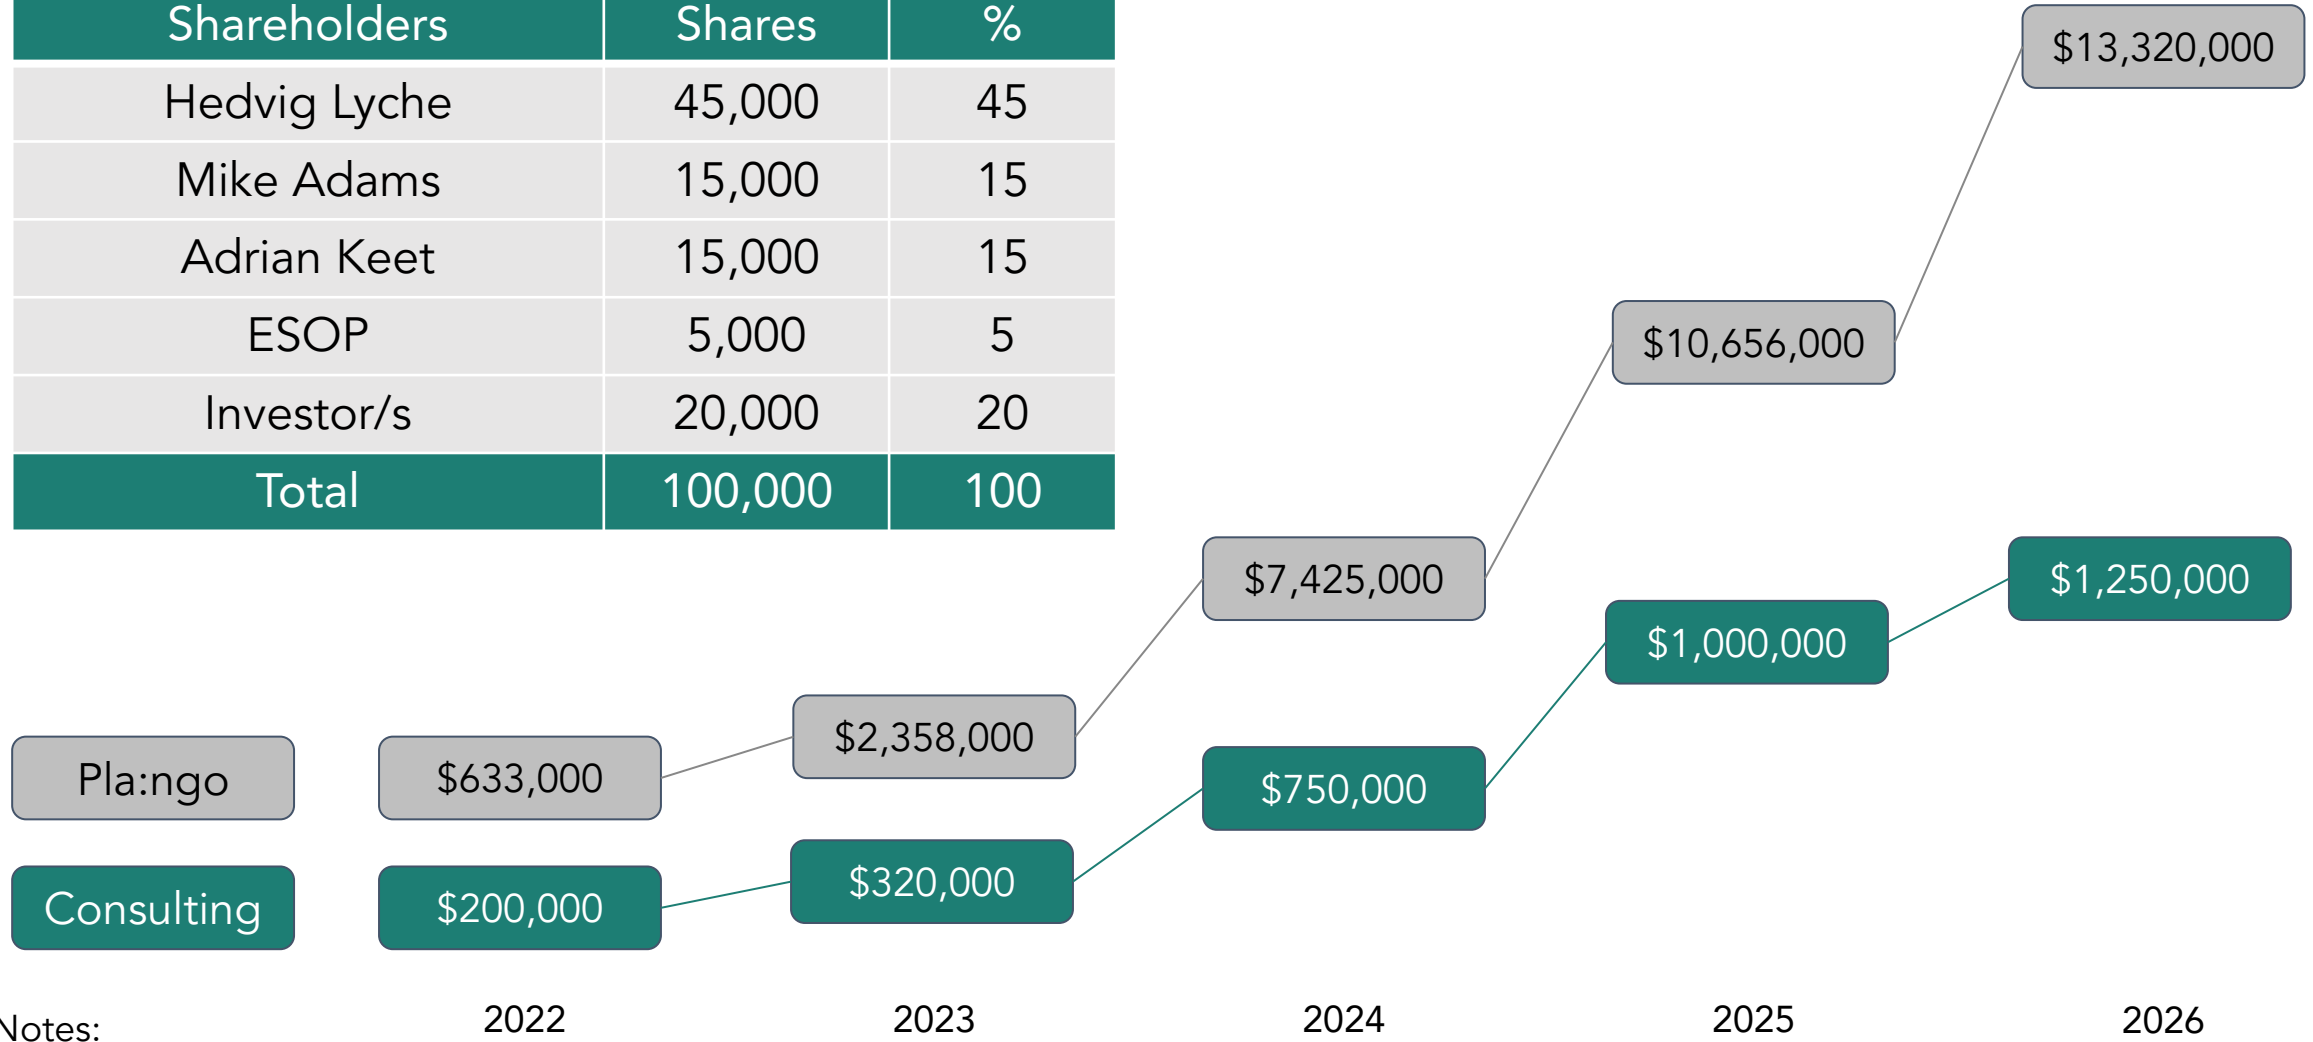 Shareholders Shares %
Hedvig Lyche 45,000 45
Mike Adams 15,000 15
Adrian Keet 15,000 15
ESOP 5,000 5
Investor/s 20,000 20
Total 100,000 100
Pla:ngo $633,000 $2,358,000 $7,425,000 $10,656,000 $13,320,000
Consulting $200,000 $320,000 $750,000 $1,000,000 $1,250,000
2022 2023 2024 2025 2026
Notes: